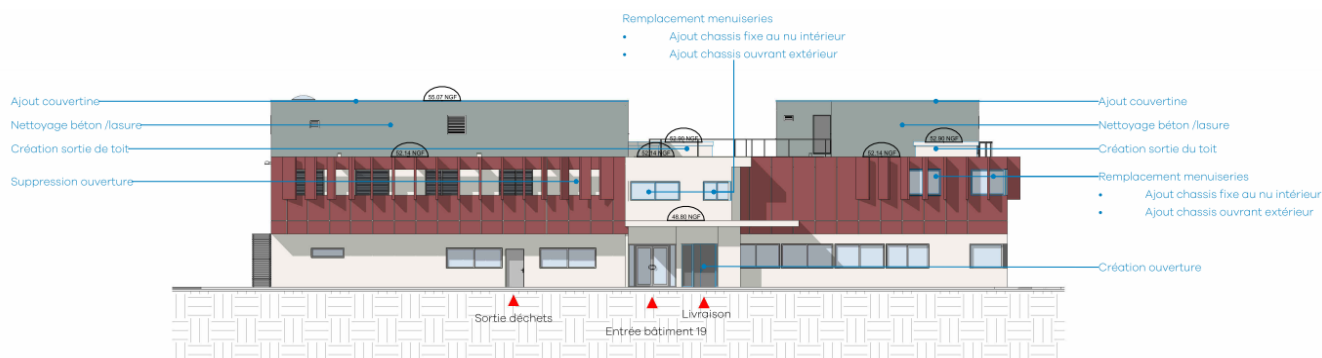 Remplacement menuiseries
• Ajout chassis fixe au nu intérieur
• Ajout chassis ouvrant extérieur
55.07 NGF
Ajout couvertine
Ajout couvertine
Nettoyage béton /lasure
Nettoyage béton /lasure
52.90 NGF
52.90 NGF
Création sortie de toit
Création sortie du toit
52.14 NGF
52.14 NGF
52.14 NGF
Suppression ouverture
Remplacement menuiseries
• Ajout chassis fixe au nu intérieur
• Ajout chassis ouvrant extérieur
48.80 NGF
Création ouverture
Sortie déchets
Livraison
Entrée bâtiment 19